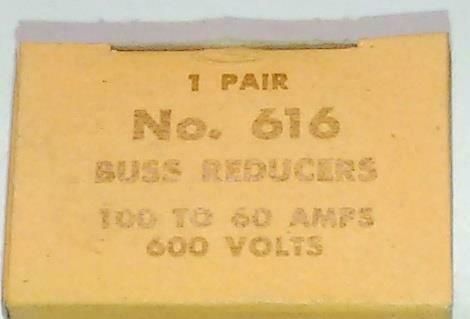 1 PAIR
No. 616
BUSS REDUCERS
100 TO 60 AMPS
600 VOLTS